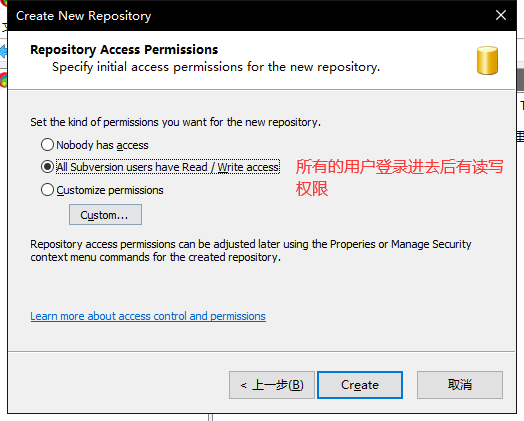 Create New Repository
Repository Access Permissions
Specify initial access permissions for the new repository.
Set the kind of permissions you want for the new repository.
Nobody has access
All Subversion users have Read / Write access
所有的用户登录进去后有读写
权限
Customize permissions
Custom...
Repository access permissions can be adjusted later using the Properies or Manage Security
context menu commands for the created repository.
Learn more about access control and permissions
< 上一步(B)
Create
取消